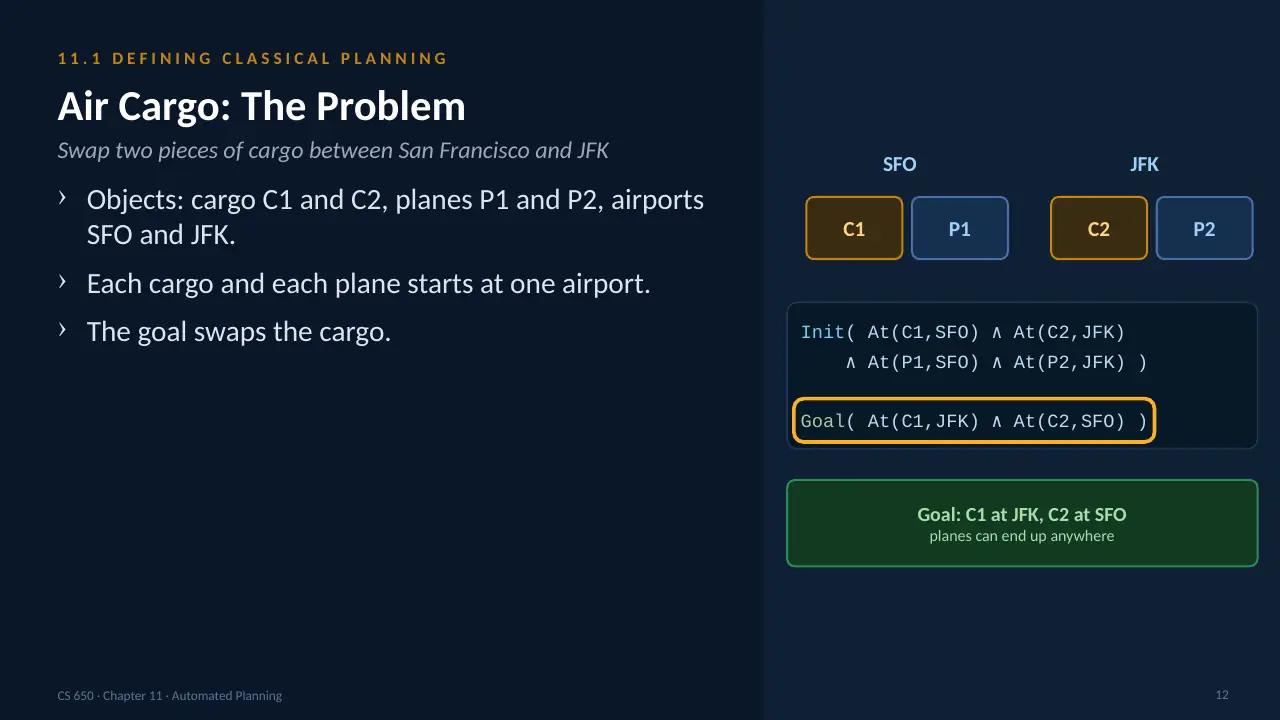 11.1 DEFINING CLASSICAL PLANNING
Air Cargo: The Problem
Swap two pieces of cargo between San Francisco and JFK
› Objects: cargo C1 and C2, planes P1 and P2, airports
SFO and JFK.
› Each cargo and each plane starts at one airport.
› The goal swaps the cargo.
SFO JFK
C1 P1 C2 P2
Init( At(C1,SFO) ∧ At(C2,JFK)
∧ At(P1,SFO) ∧ At(P2,JFK) )
Goal( At(C1,JFK) ∧ At(C2,SFO) )
Goal: C1 at JFK, C2 at SFO
planes can end up anywhere
CS 650 · Chapter 11 · Automated Planning
12